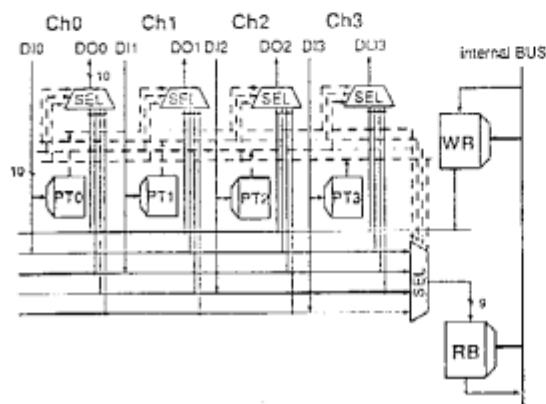 Ch0 Ch1 Ch2 Ch3
DI0 DO0 DI1 DO1 DI2 DO2 DI3 DO3
internal BUS
10
SEL SEL SEL SEL
WR
10
PT0 PT1 PT2 PT3
SEL
9
RB